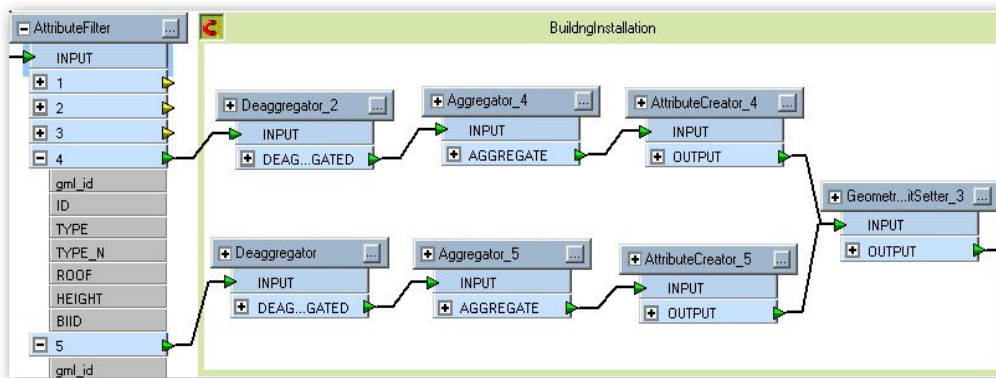 AttributeFilter ...
INPUT
1
2
3
4
gml_id
ID
TYPE
TYPE_N
ROOF
HEIGHT
BIID
5
gml_id
BuildngInstallation
Deaggregator_2 ...
INPUT
DEAG...GATED
Aggregator_4 ...
INPUT
AGGREGATE
AttributeCreator_4 ...
INPUT
OUTPUT
Deaggregator ...
INPUT
DEAG...GATED
Aggregator_5 ...
INPUT
AGGREGATE
AttributeCreator_5 ...
INPUT
OUTPUT
Geometr...itSetter_3 ...
INPUT
OUTPUT